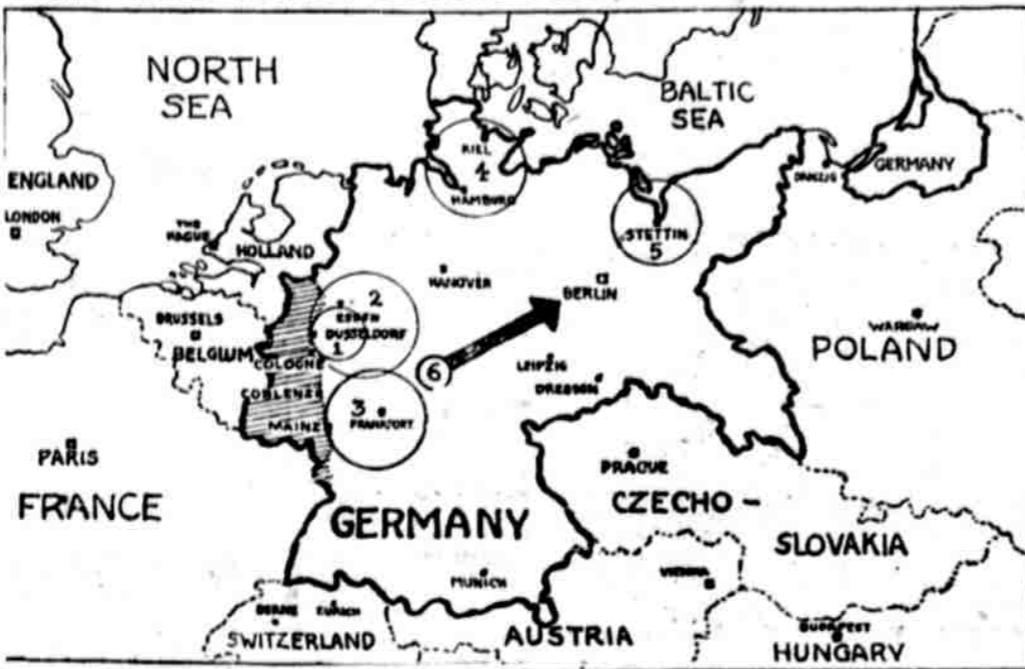 NORTH
SEA
BALTIC
SEA
ENGLAND
LONDON
THE
HAGUE
HOLLAND
KIEL
4
HAMBURG
STETTIN
5
DANZIG
GERMANY
HANOVER
BERLIN
2
ESSEN
DUSSELDORF
1
BRUSSELS
BELGIUM
COLOGNE
COBLENZE
MAINZ
3
FRANKFORT
6
LEIPZIG
DRESDEN
WARSAW
POLAND
PARIS
FRANCE
GERMANY
PRAGUE
CZECHO-
SLOVAKIA
MUNICH
VIENNA
BERNE
ZURICH
SWITZERLAND
AUSTRIA
BUDAPEST
HUNGARY